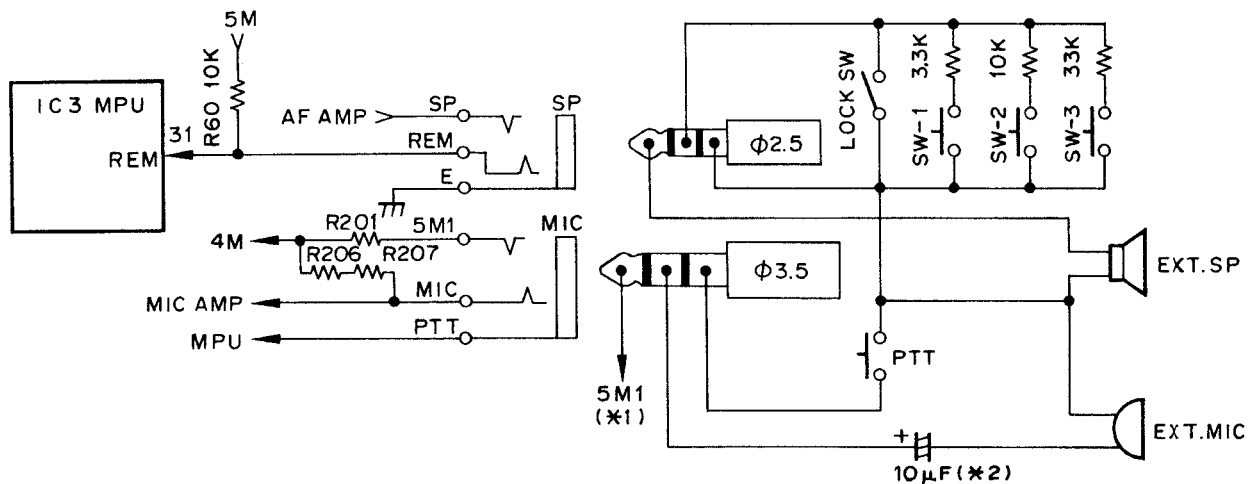 5M
IC3 MPU
R60 10K
31
REM
AF AMP
SP
SP
REM
E
R201
5M1
MIC
4M
R206
R207
MIC AMP
MIC
MPU
PTT
φ2.5
LOCK SW
3.3K
SW-1
10K
SW-2
33K
SW-3
φ3.5
EXT.SP
PTT
5M1
(*1)
EXT.MIC
+
10μF(*2)